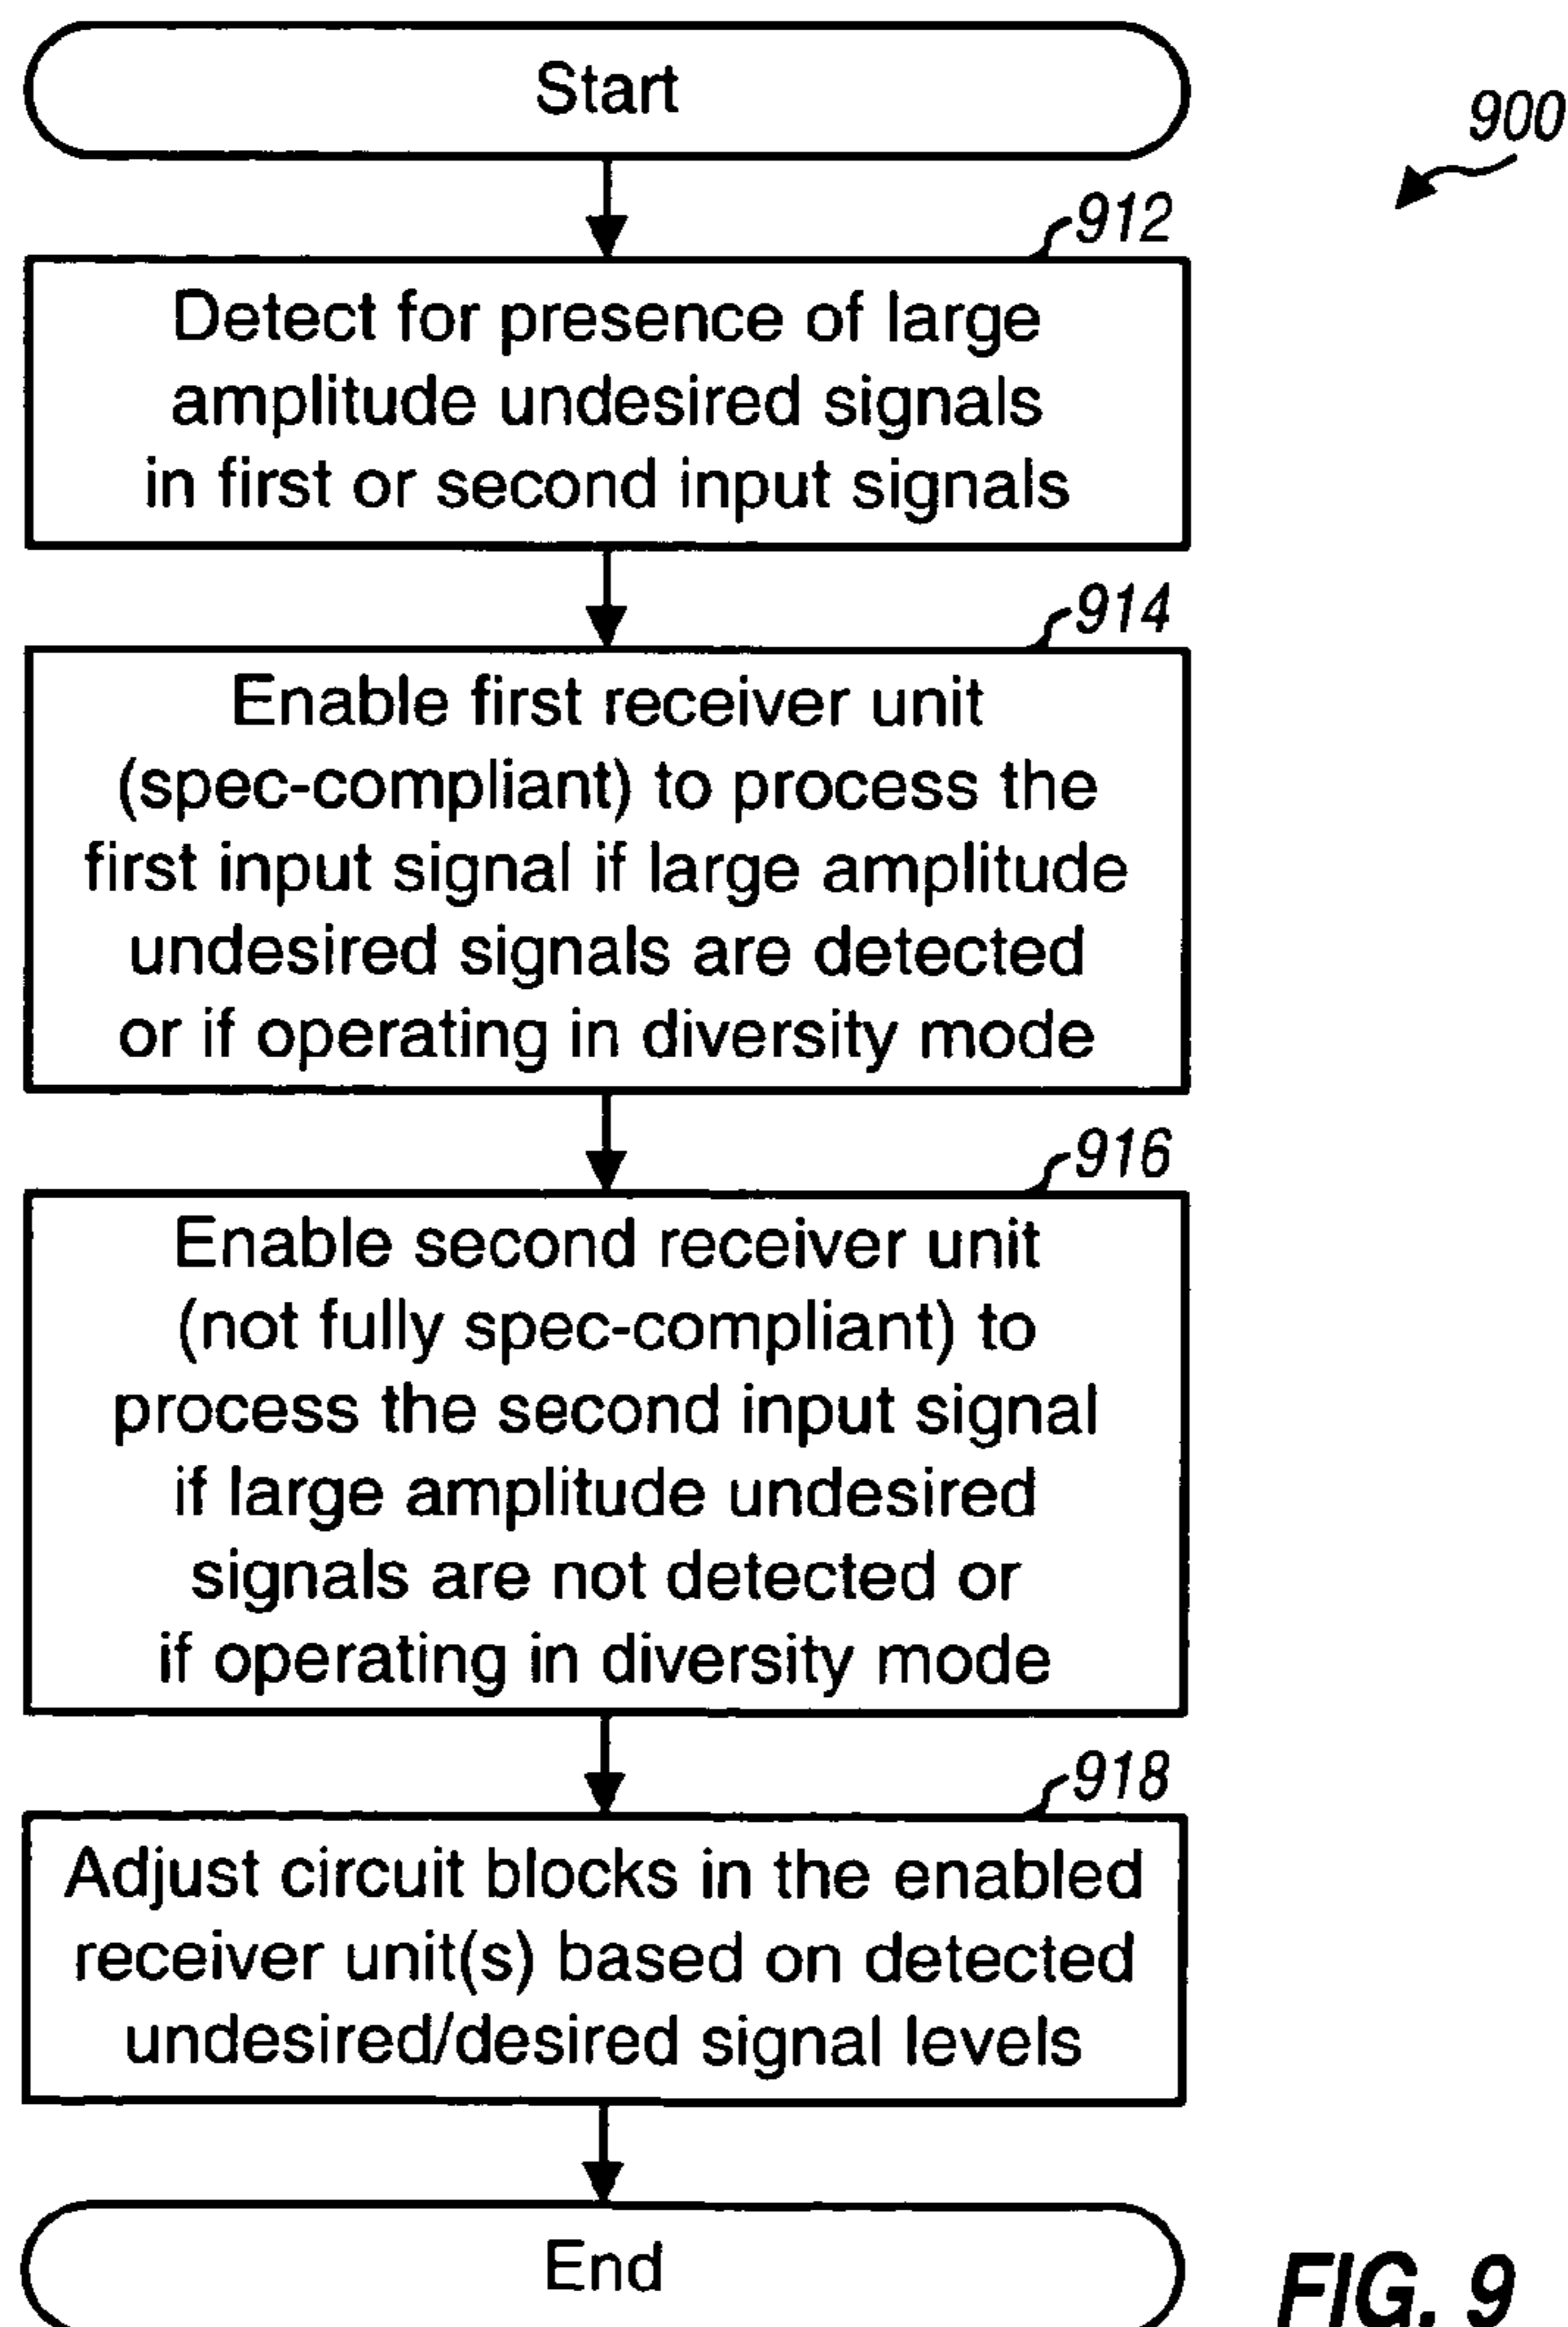 Start
900
912
Detect for presence of large
amplitude undesired signals
in first or second input signals
914
Enable first receiver unit
(spec-compliant) to process the
first input signal if large amplitude
undesired signals are detected
or if operating in diversity mode
916
Enable second receiver unit
(not fully spec-compliant) to
process the second input signal
if large amplitude undesired
signals are not detected or
if operating in diversity mode
918
Adjust circuit blocks in the enabled
receiver unit(s) based on detected
undesired/desired signal levels
End
FIG. 9